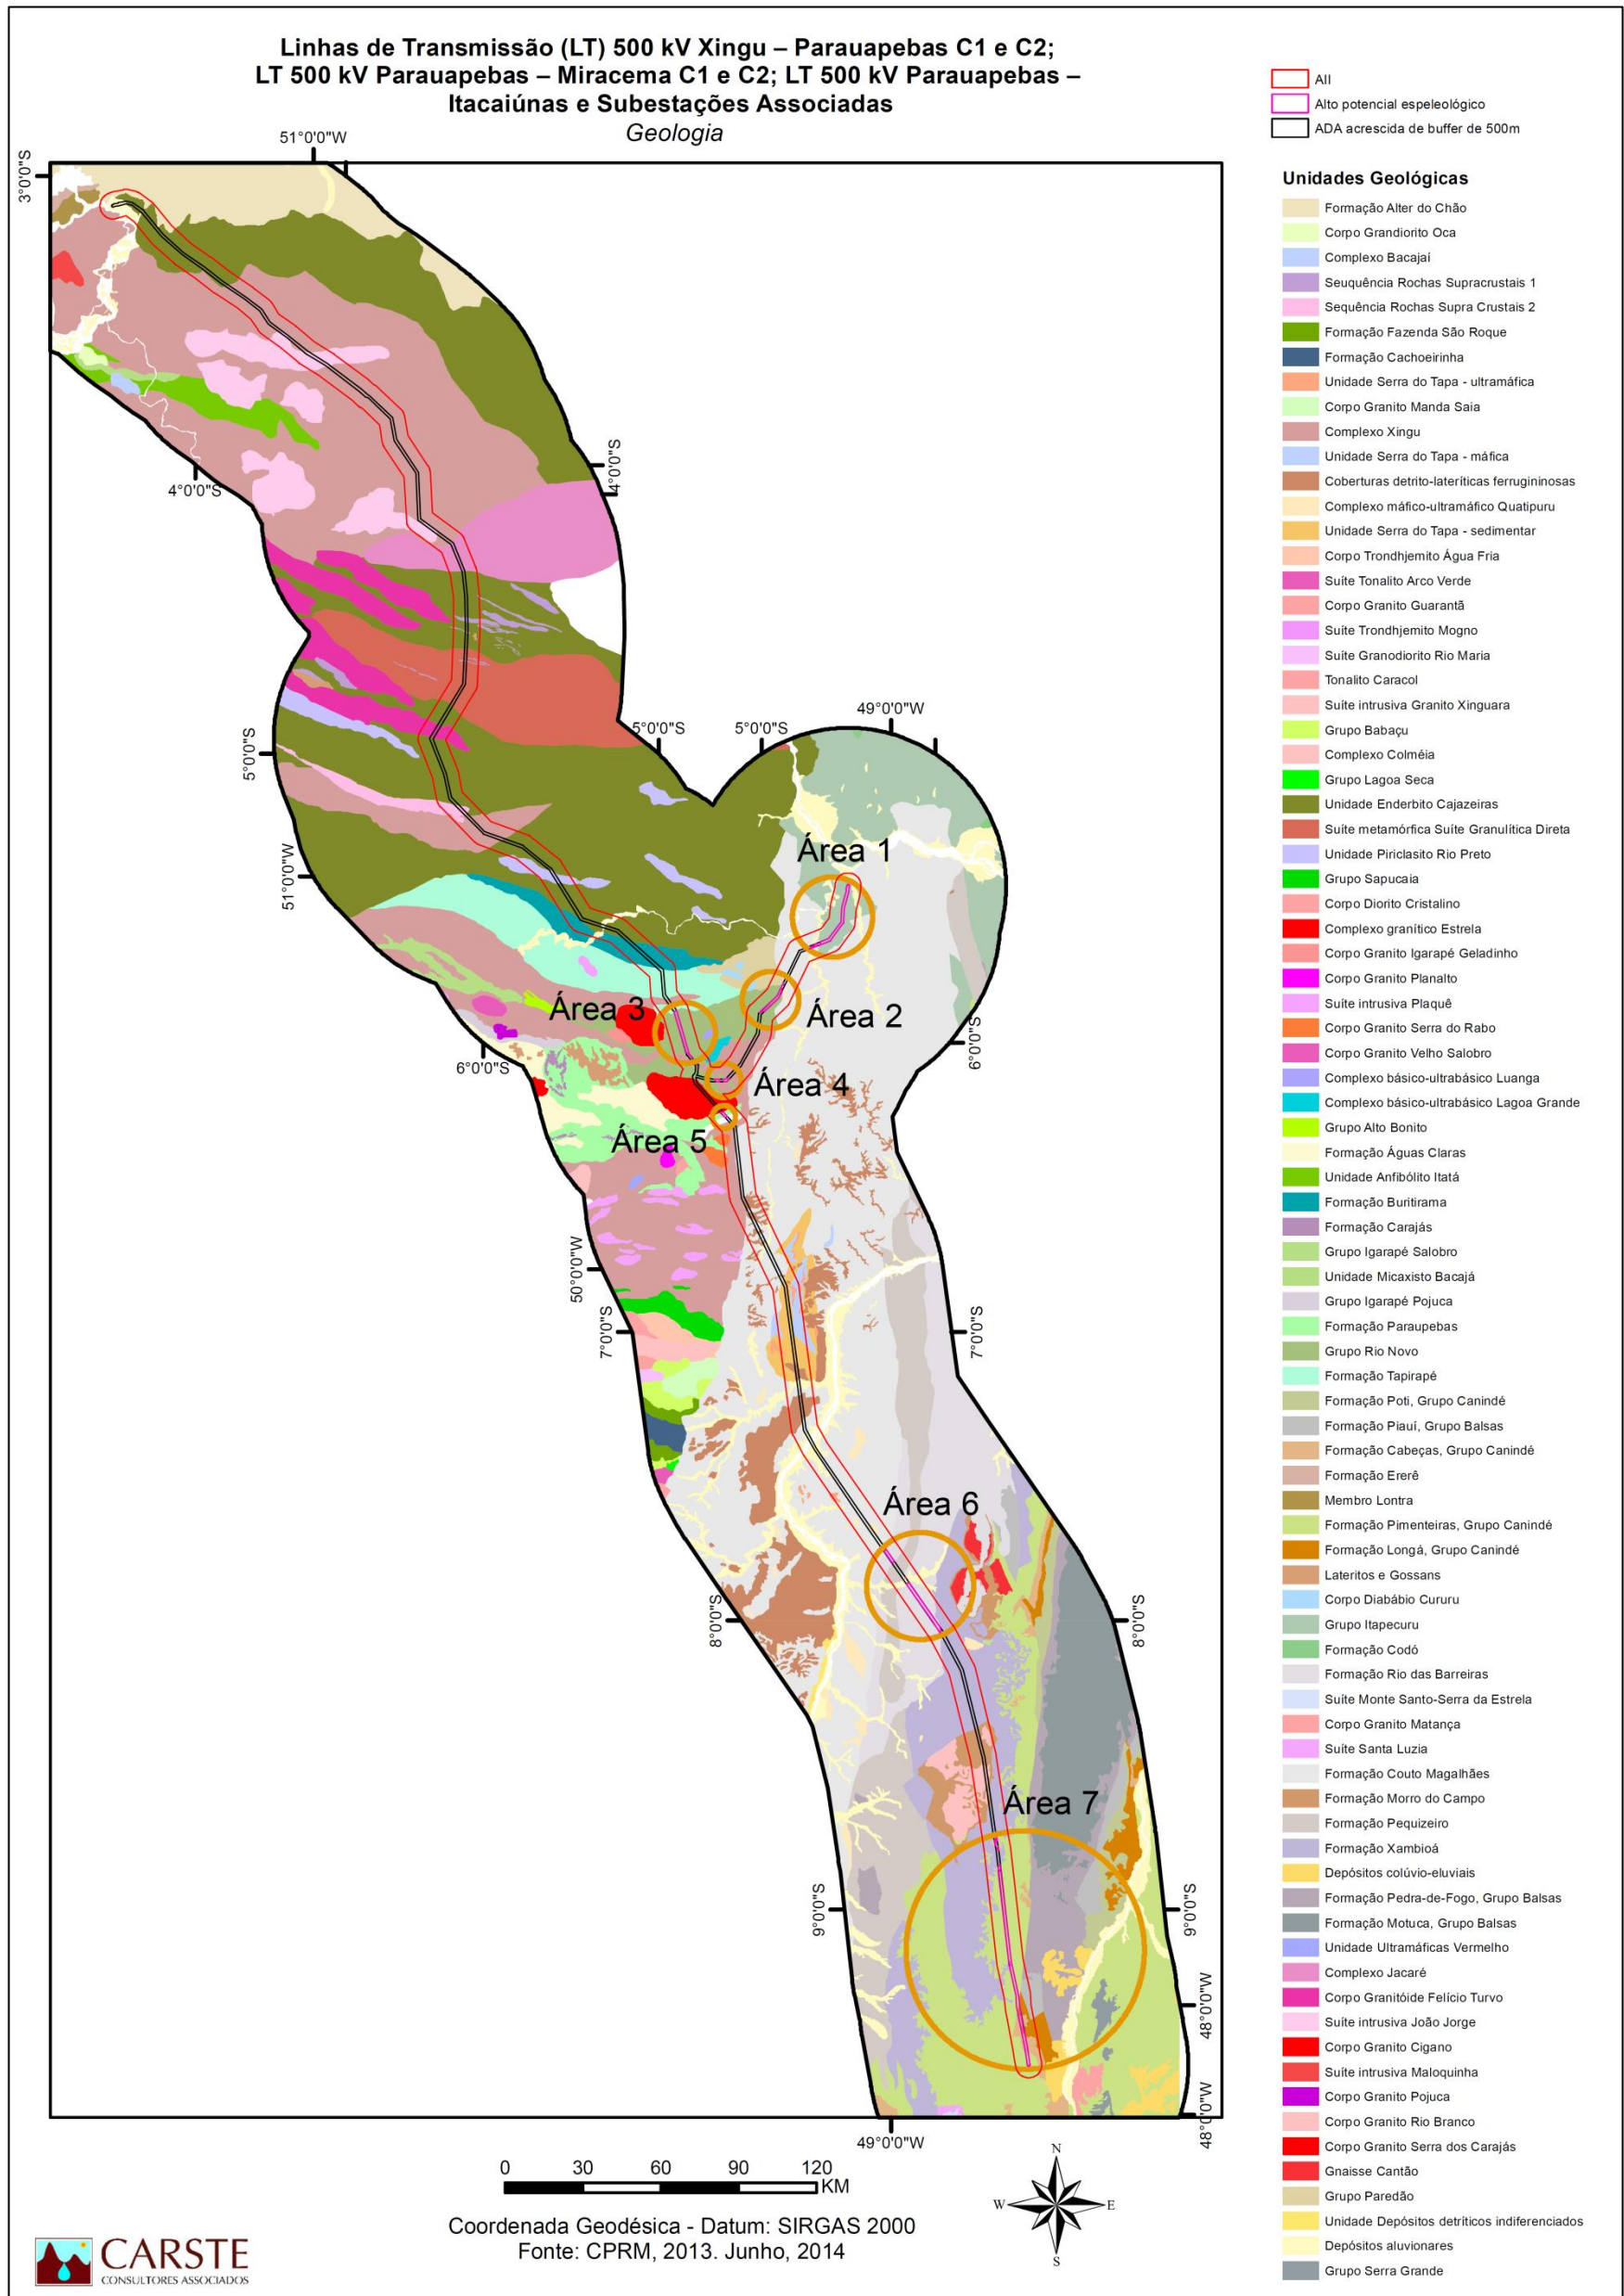 Linhas de Transmissão (LT) 500 kV Xingu – Parauapebas C1 e C2;
LT 500 kV Parauapebas – Miracema C1 e C2; LT 500 kV Parauapebas –
Itacaiúnas e Subestações Associadas
Geologia
AII
Alto potencial espeleológico
ADA acrescida de buffer de 500m
Unidades Geológicas
Formação Alter do Chão
Corpo Grandiorito Oca
Complexo Bacajaí
Seuquência Rochas Supracrustais 1
Sequência Rochas Supra Crustais 2
Formação Fazenda São Roque
Formação Cachoeirinha
Unidade Serra do Tapa - ultramáfica
Corpo Granito Manda Saia
Complexo Xingu
Unidade Serra do Tapa - máfica
Coberturas detrito-lateríticas ferrugininosas
Complexo máfico-ultramáfico Quatipuru
Unidade Serra do Tapa - sedimentar
Corpo Trondhjemito Água Fria
Suíte Tonalito Arco Verde
Corpo Granito Guarantã
Suíte Trondhjemito Mogno
Suíte Granodiorito Rio Maria
Tonalito Caracol
Suíte intrusiva Granito Xinguara
Grupo Babaçu
Complexo Colméia
Grupo Lagoa Seca
Unidade Enderbito Cajazeiras
Suíte metamórfica Suíte Granulítica Direta
Unidade Piriclasito Rio Preto
Grupo Sapucaia
Corpo Diorito Cristalino
Complexo granítico Estrela
Corpo Granito Igarapé Geladinho
Corpo Granito Planalto
Suíte intrusiva Plaquê
Corpo Granito Serra do Rabo
Corpo Granito Velho Salobro
Complexo básico-ultrabásico Luanga
Complexo básico-ultrabásico Lagoa Grande
Grupo Alto Bonito
Formação Águas Claras
Unidade Anfibólito Itatá
Formação Buritirama
Formação Carajás
Grupo Igarapé Salobro
Unidade Micaxisto Bacajá
Grupo Igarapé Pojuca
Formação Paraupebas
Grupo Rio Novo
Formação Tapirapé
Formação Poti, Grupo Canindé
Formação Piauí, Grupo Balsas
Formação Cabeças, Grupo Canindé
Formação Ererê
Membro Lontra
Formação Pimenteiras, Grupo Canindé
Formação Longá, Grupo Canindé
Lateritos e Gossans
Corpo Diabábio Cururu
Grupo Itapecuru
Formação Codó
Formação Rio das Barreiras
Suíte Monte Santo-Serra da Estrela
Corpo Granito Matança
Suíte Santa Luzia
Formação Couto Magalhães
Formação Morro do Campo
Formação Pequizeiro
Formação Xambioá
Depósitos colúvio-eluviais
Formação Pedra-de-Fogo, Grupo Balsas
Formação Motuca, Grupo Balsas
Unidade Ultramáficas Vermelho
Complexo Jacaré
Corpo Granitóide Felício Turvo
Suíte intrusiva João Jorge
Corpo Granito Cigano
Suíte intrusiva Maloquinha
Corpo Granito Pojuca
Corpo Granito Rio Branco
Corpo Granito Serra dos Carajás
Gnaisse Cantão
Grupo Paredão
Unidade Depósitos detríticos indiferenciados
Depósitos aluvionares
Grupo Serra Grande
51°0'0"W
3°0'0"S
4°0'0"S
4°0'0"S
5°0'0"S
5°0'0"S
49°0'0"W
5°0'0"S
Área 1
51°0'0"W
Área 3
Área 2
6°0'0"S
6°0'0"S
Área 4
Área 5
50°0'0"W
7°0'0"S
7°0'0"S
Área 6
8°0'0"S
8°0'0"S
Área 7
9°0'0"S
9°0'0"S
48°0'0"W
48°0'0"W
49°0'0"W
0 30 60 90 120
KM
N
W E
S
Coordenada Geodésica - Datum: SIRGAS 2000
Fonte: CPRM, 2013. Junho, 2014
CARSTE
CONSULTORES ASSOCIADOS